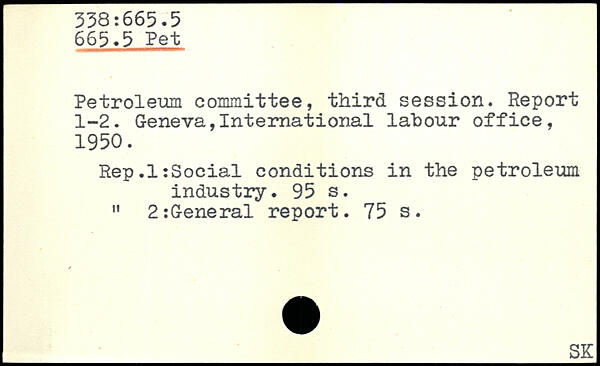 338:665.5
665.5 Pet
Petroleum committee, third session. Report
1-2. Geneva,International labour office,
1950.
Rep.1:Social conditions in the petroleum
industry. 95 s.
" 2:General report. 75 s.
SK